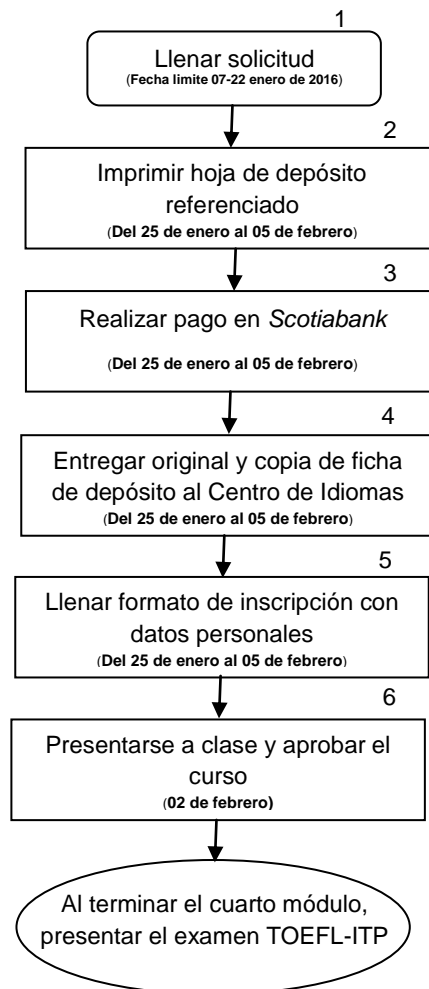 1
Llenar solicitud
(Fecha limite 07-22 enero de 2016)
2
Imprimir hoja de depósito
referenciado
(Del 25 de enero al 05 de febrero)
3
Realizar pago en Scotiabank
(Del 25 de enero al 05 de febrero)
4
Entregar original y copia de ficha
de depósito al Centro de Idiomas
(Del 25 de enero al 05 de febrero)
5
Llenar formato de inscripción con
datos personales
(Del 25 de enero al 05 de febrero)
6
Presentarse a clase y aprobar el
curso
(02 de febrero)
Al terminar el cuarto módulo,
presentar el examen TOEFL-ITP